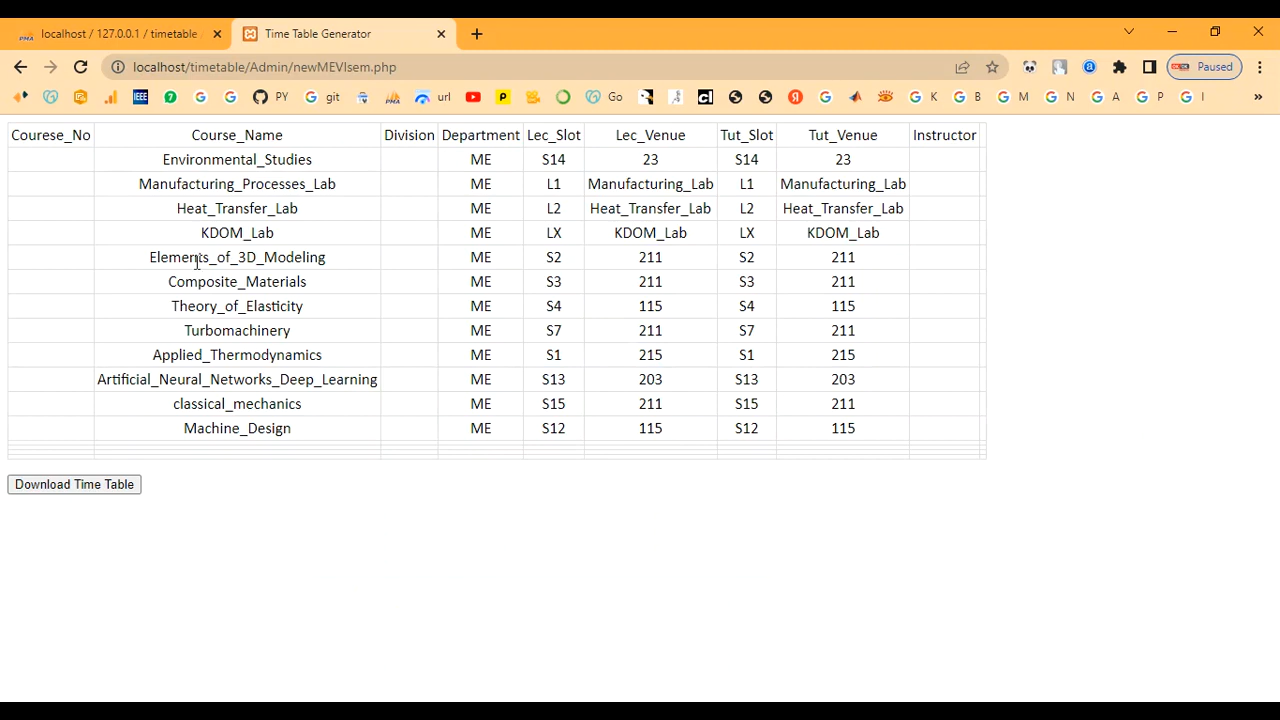 localhost / 127.0.0.1 / timetable Time Table Generator
localhost/timetable/Admin/newMEVIsem.php Paused
IEEE PY git url Go K B M N A P I »
Courese_No Course_Name Division Department Lec_Slot Lec_Venue Tut_Slot Tut_Venue Instructor
Environmental_Studies ME S14 23 S14 23
Manufacturing_Processes_Lab ME L1 Manufacturing_Lab L1 Manufacturing_Lab
Heat_Transfer_Lab ME L2 Heat_Transfer_Lab L2 Heat_Transfer_Lab
KDOM_Lab ME LX KDOM_Lab LX KDOM_Lab
Elements_of_3D_Modeling ME S2 211 S2 211
Composite_Materials ME S3 211 S3 211
Theory_of_Elasticity ME S4 115 S4 115
Turbomachinery ME S7 211 S7 211
Applied_Thermodynamics ME S1 215 S1 215
Artificial_Neural_Networks_Deep_Learning ME S13 203 S13 203
classical_mechanics ME S15 211 S15 211
Machine_Design ME S12 115 S12 115
Download Time Table